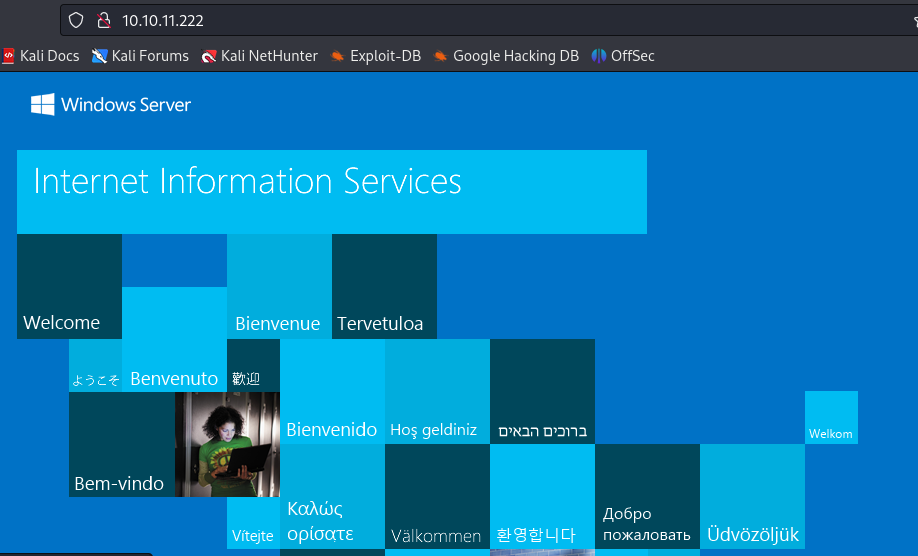 10.10.11.222
Kali Docs Kali Forums Kali NetHunter Exploit-DB Google Hacking DB OffSec
Windows Server
Internet Information Services
Welcome
Bienvenue
Tervetuloa
ようこそ
Benvenuto
歡迎
Bienvenido
Hoş geldiniz
ברוכים הבאים
Welkom
Bem-vindo
Vítejte
Καλώς
ορίσατε
Välkommen
환영합니다
Добро
пожаловать
Üdvözöljük